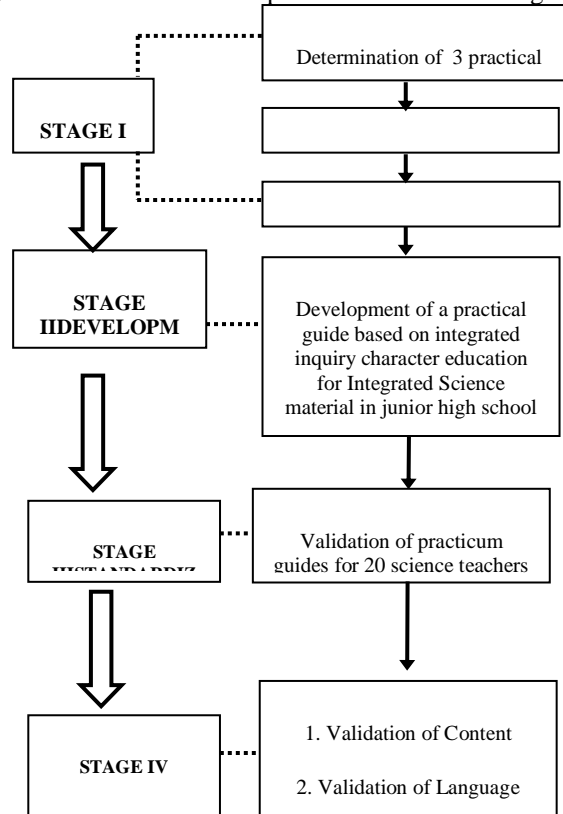 Determination of 3 practical
STAGE I
STAGE
IIDEVELOPM
Development of a practical
guide based on integrated
inquiry character education
for Integrated Science
material in junior high school
STAGE
Validation of practicum
guides for 20 science teachers
STAGE IV
1. Validation of Content
2. Validation of Language